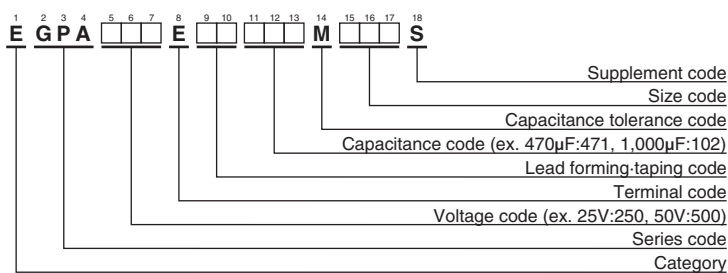 1 2 3 4 5 6 7 8 9 10 11 12 13 14 15 16 17 18
E G P A E M S
Supplement code
Size code
Capacitance tolerance code
Capacitance code (ex. 470μF:471, 1,000μF:102)
Lead forming·taping code
Terminal code
Voltage code (ex. 25V:250, 50V:500)
Series code
Category